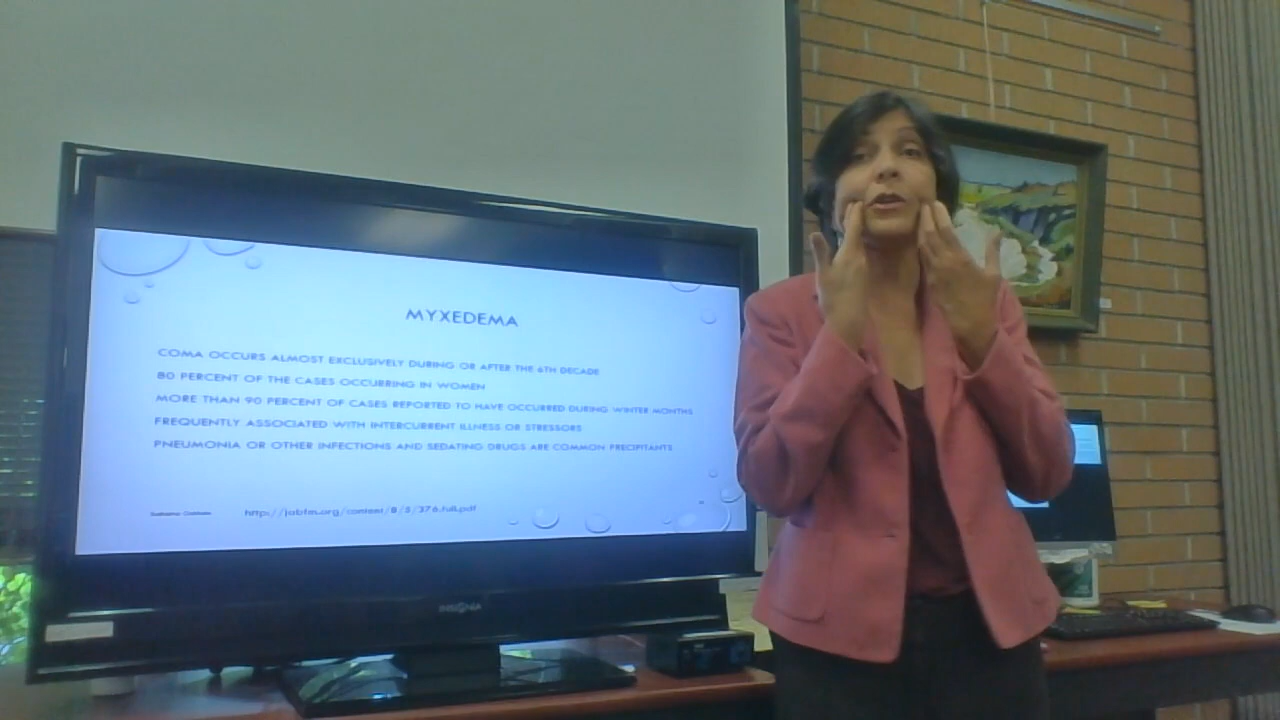 MYXEDEMA
COMA OCCURS ALMOST EXCLUSIVELY DURING OR AFTER THE 6TH DECADE
80 PERCENT OF THE CASES OCCURRING IN WOMEN
MORE THAN 90 PERCENT OF CASES REPORTED TO HAVE OCCURRED DURING WINTER MONTHS
FREQUENTLY ASSOCIATED WITH INTERCURRENT ILLNESS OR STRESSORS
PNEUMONIA OR OTHER INFECTIONS AND SEDATING DRUGS ARE COMMON PRECIPITANTS
http://jabfm.org/content/8/5/376.full.pdf
INSIGNIA